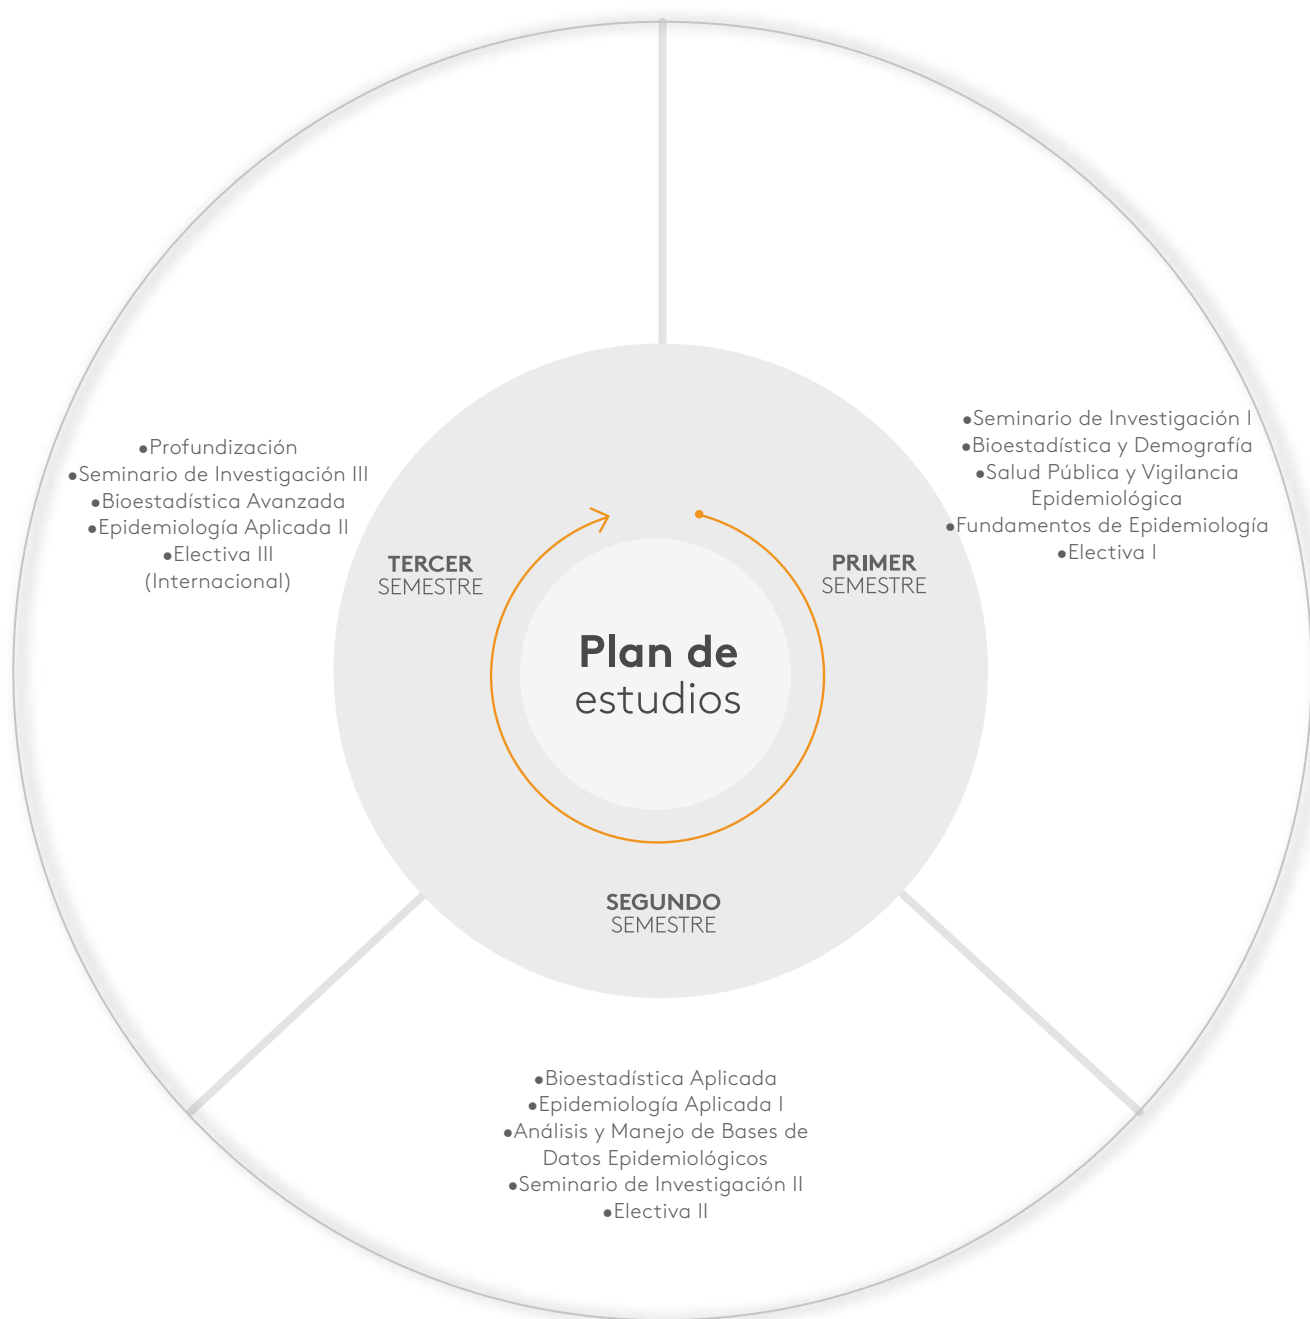 Plan de
estudios
PRIMER
SEMESTRE
•Seminario de Investigación I
•Bioestadística y Demografía
•Salud Pública y Vigilancia
Epidemiológica
•Fundamentos de Epidemiología
•Electiva I
SEGUNDO
SEMESTRE
•Bioestadística Aplicada
•Epidemiología Aplicada I
•Análisis y Manejo de Bases de
Datos Epidemiológicos
•Seminario de Investigación II
•Electiva II
TERCER
SEMESTRE
•Profundización
•Seminario de Investigación III
•Bioestadística Avanzada
•Epidemiología Aplicada II
•Electiva III
(Internacional)